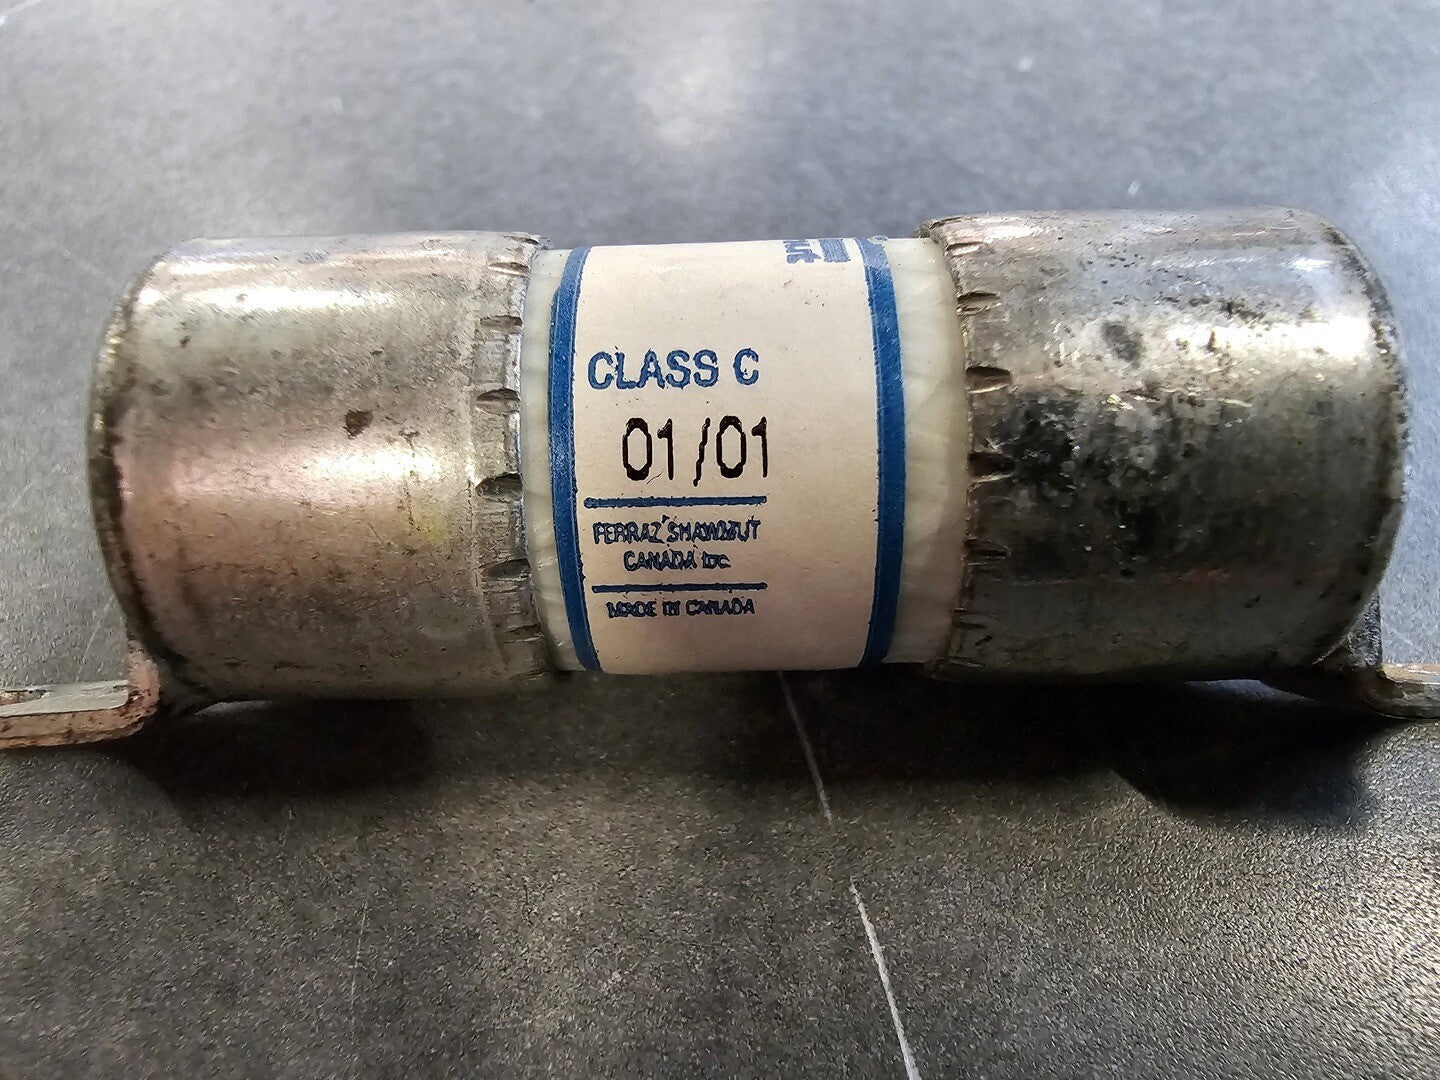 CLASS C
01/01
FERRAZ SHAWMUT
CANADA INC
MADE IN CANADA